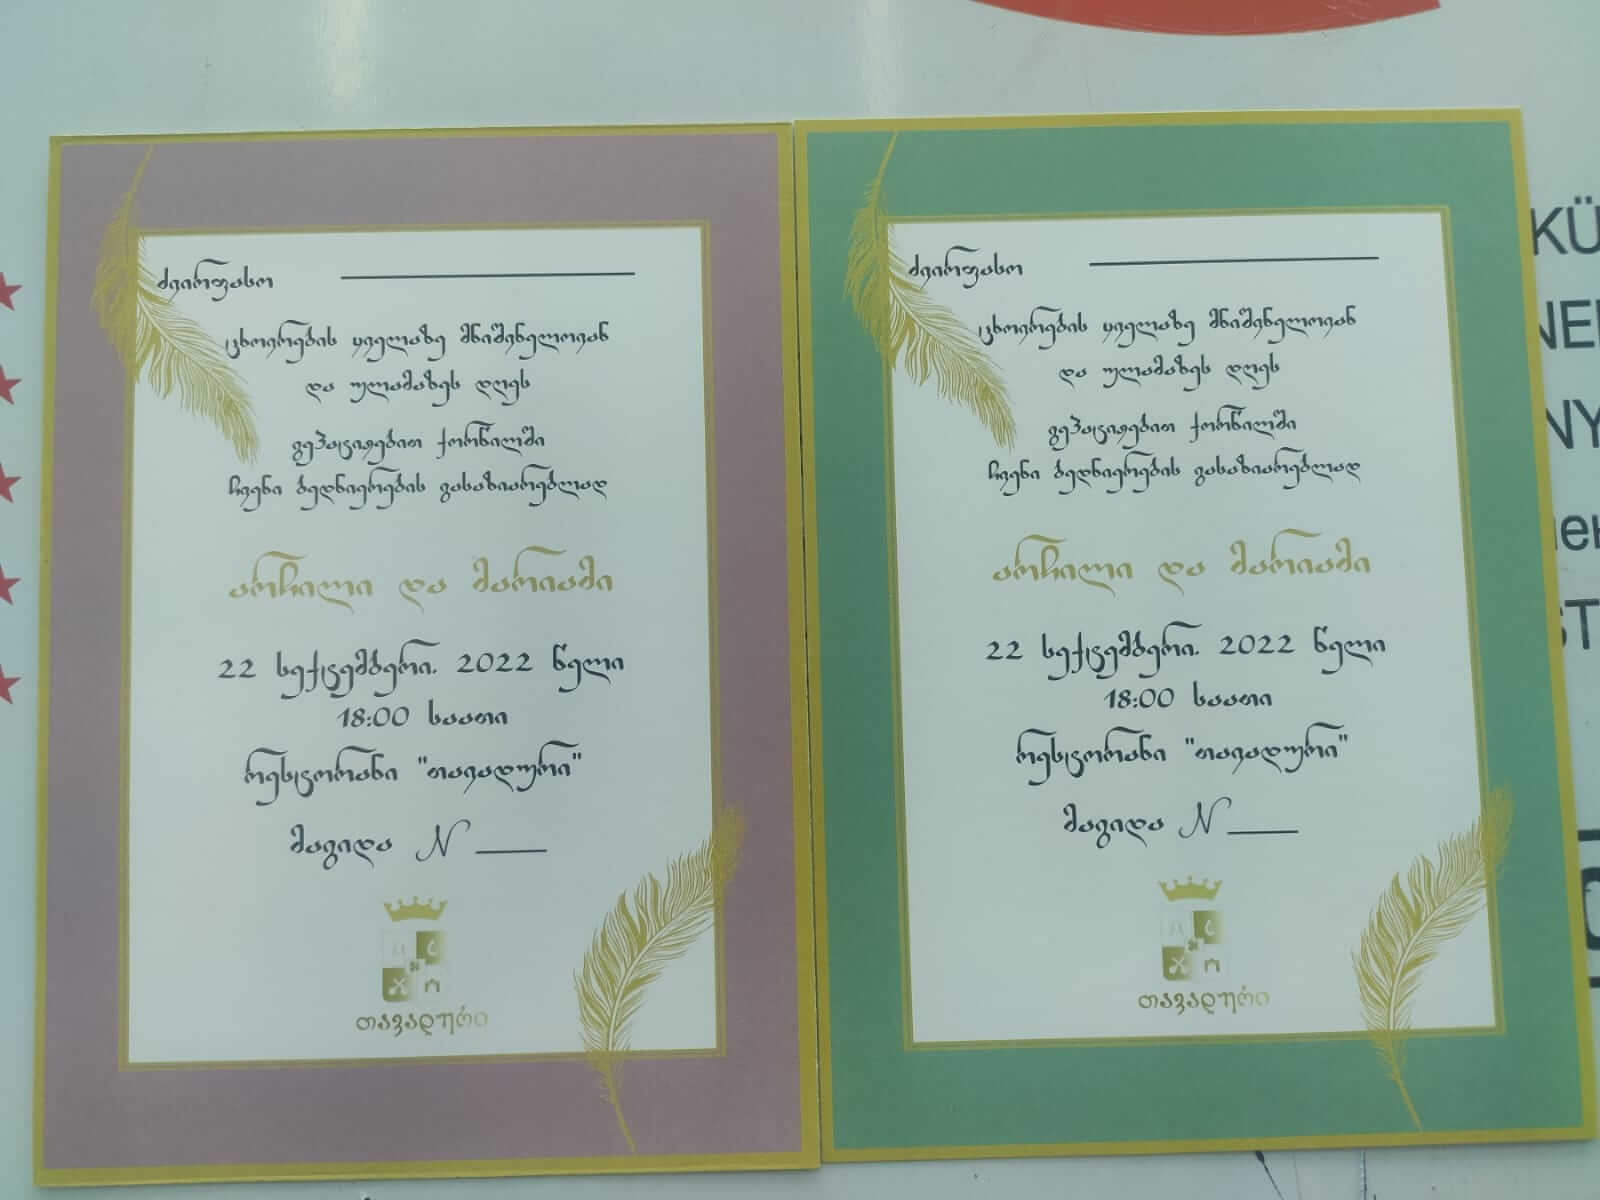 ძვირფასო
ცხოვრების ყველაზე მნიშვნელოვან
და ულამაზეს დღეს
გეპატიჟებით ქორწილში
ჩვენი ბედნიერების გასაზიარებლად
არჩილი და მარიამი
22 სექტემბერი. 2022 წელი
18:00 საათი
რესტორანი "თავადური"
მაგიდა N
თავადური
ძვირფასო
ცხოვრების ყველაზე მნიშვნელოვან
და ულამაზეს დღეს
გეპატიჟებით ქორწილში
ჩვენი ბედნიერების გასაზიარებლად
არჩილი და მარიამი
22 სექტემბერი. 2022 წელი
18:00 საათი
რესტორანი "თავადური"
მაგიდა N
თავადური